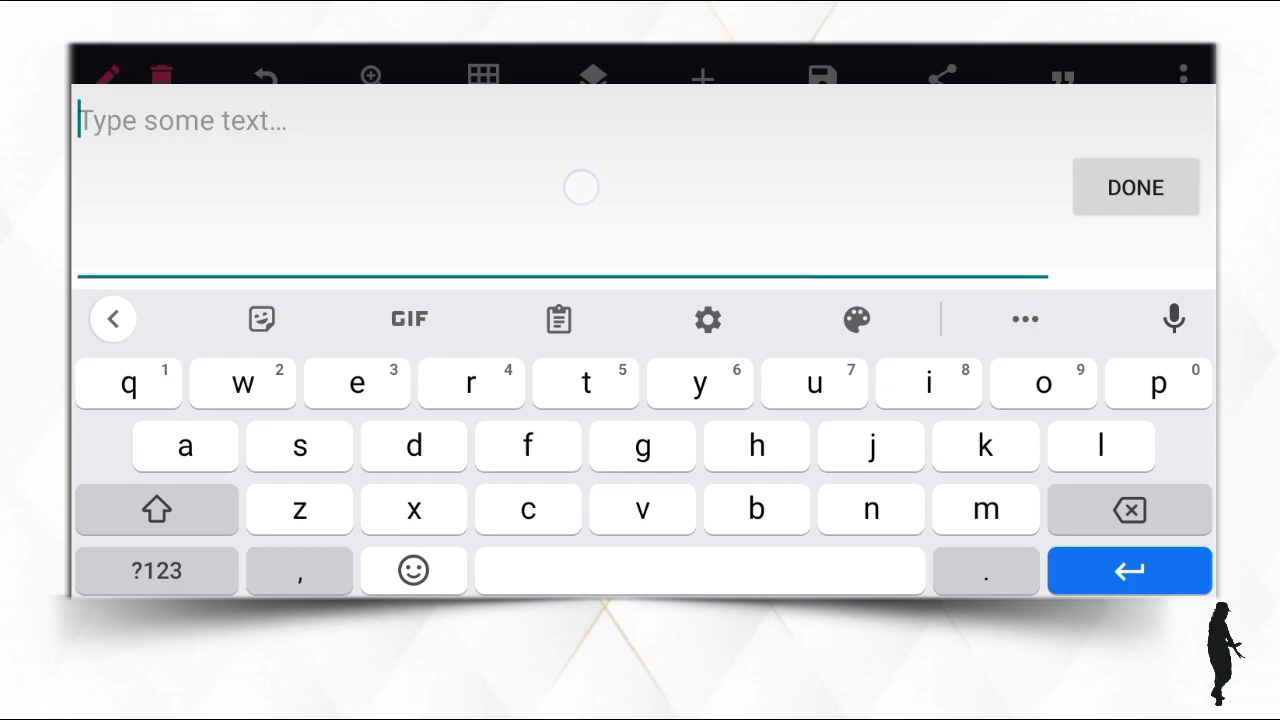 Type some text...
DONE
GIF
q 1 w 2 e 3 r 4 t 5 y 6 u 7 i 8 o 9 p 0
a s d f g h j k l
z x c v b n m
?123 , .